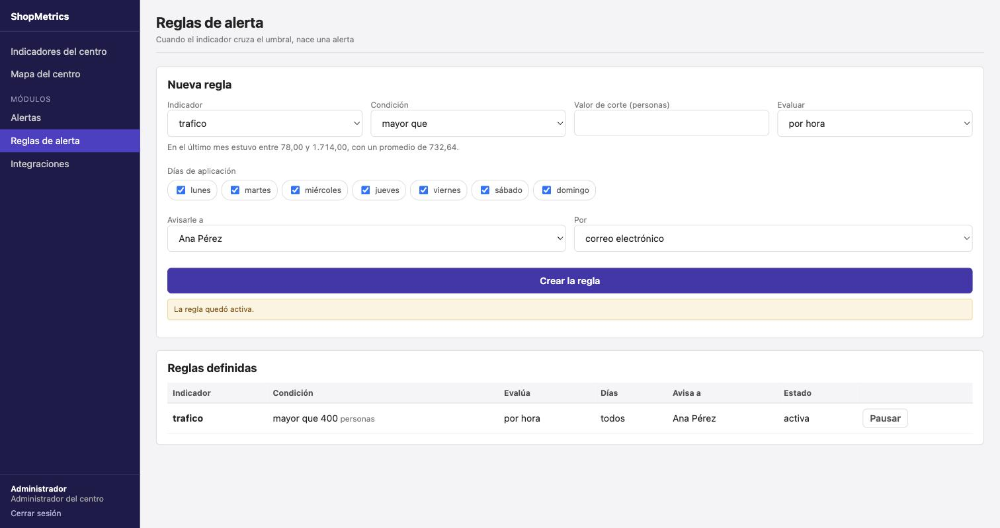 ShopMetrics
Indicadores del centro
Mapa del centro
MÓDULOS
Alertas
Reglas de alerta
Integraciones
Administrador
Administrador del centro
Cerrar sesión
Reglas de alerta
Cuando el indicador cruza el umbral, nace una alerta
Nueva regla
Indicador Condición Valor de corte (personas) Evaluar
trafico mayor que por hora
En el último mes estuvo entre 78,00 y 1.714,00, con un promedio de 732,64.
Días de aplicación
lunes martes miércoles jueves viernes sábado domingo
Avisarle a Por
Ana Pérez correo electrónico
Crear la regla
La regla quedó activa.
Reglas definidas
Indicador Condición Evalúa Días Avisa a Estado
trafico mayor que 400 personas por hora todos Ana Pérez activa Pausar